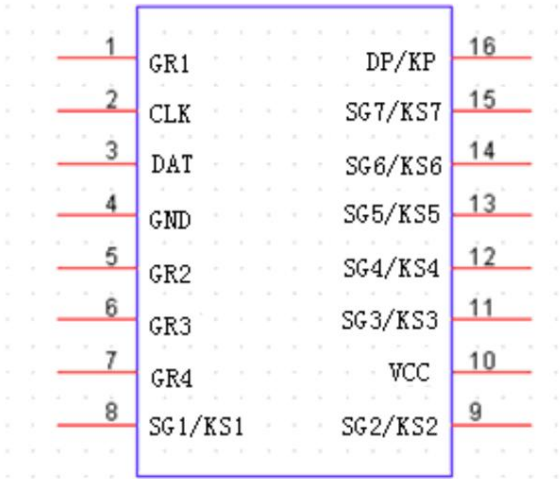 1 GR1 DP/KP 16
2 CLK SG7/KS7 15
3 DAT SG6/KS6 14
4 GND SG5/KS5 13
5 GR2 SG4/KS4 12
6 GR3 SG3/KS3 11
7 GR4 VCC 10
8 SG1/KS1 SG2/KS2 9